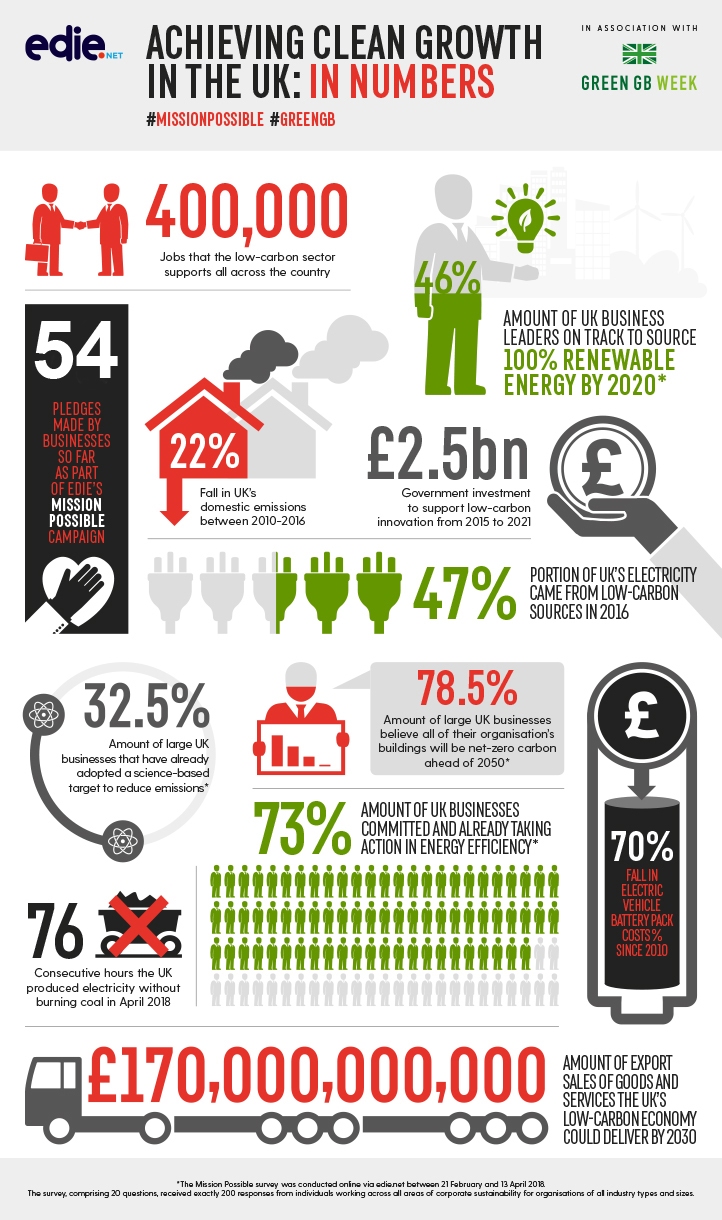 edie.NET
ACHIEVING CLEAN GROWTH
IN THE UK: IN NUMBERS
#MISSIONPOSSIBLE #GREENGB
IN ASSOCIATION WITH
GREEN GB WEEK
400,000
Jobs that the low-carbon sector
supports all across the country
46%
AMOUNT OF UK BUSINESS
LEADERS ON TRACK TO SOURCE
100% RENEWABLE
ENERGY BY 2020*
54
PLEDGES
MADE BY
BUSINESSES
SO FAR
AS PART
OF EDIE'S
MISSION
POSSIBLE
CAMPAIGN
22%
Fall in UK's
domestic emissions
between 2010-2016
£2.5bn
Government investment
to support low-carbon
innovation from 2015 to 2021
£
47%
PORTION OF UK'S ELECTRICITY
CAME FROM LOW-CARBON
SOURCES IN 2016
32.5%
Amount of large UK
businesses that have already
adopted a science-based
target to reduce emissions*
78.5%
Amount of large UK businesses
believe all of their organisation's
buildings will be net-zero carbon
ahead of 2050*
£
70%
FALL IN
ELECTRIC
VEHICLE
BATTERY PACK
COSTS %
SINCE 2010
73%
AMOUNT OF UK BUSINESSES
COMMITTED AND ALREADY TAKING
ACTION IN ENERGY EFFICIENCY*
76
Consecutive hours the UK
produced electricity without
burning coal in April 2018
£170,000,000,000
AMOUNT OF EXPORT
SALES OF GOODS AND
SERVICES THE UK'S
LOW-CARBON ECONOMY
COULD DELIVER BY 2030
*The Mission Possible survey was conducted online via edie.net between 21 February and 13 April 2018.
The survey, comprising 20 questions, received exactly 200 responses from individuals working across all areas of corporate sustainability for organisations of all industry types and sizes.